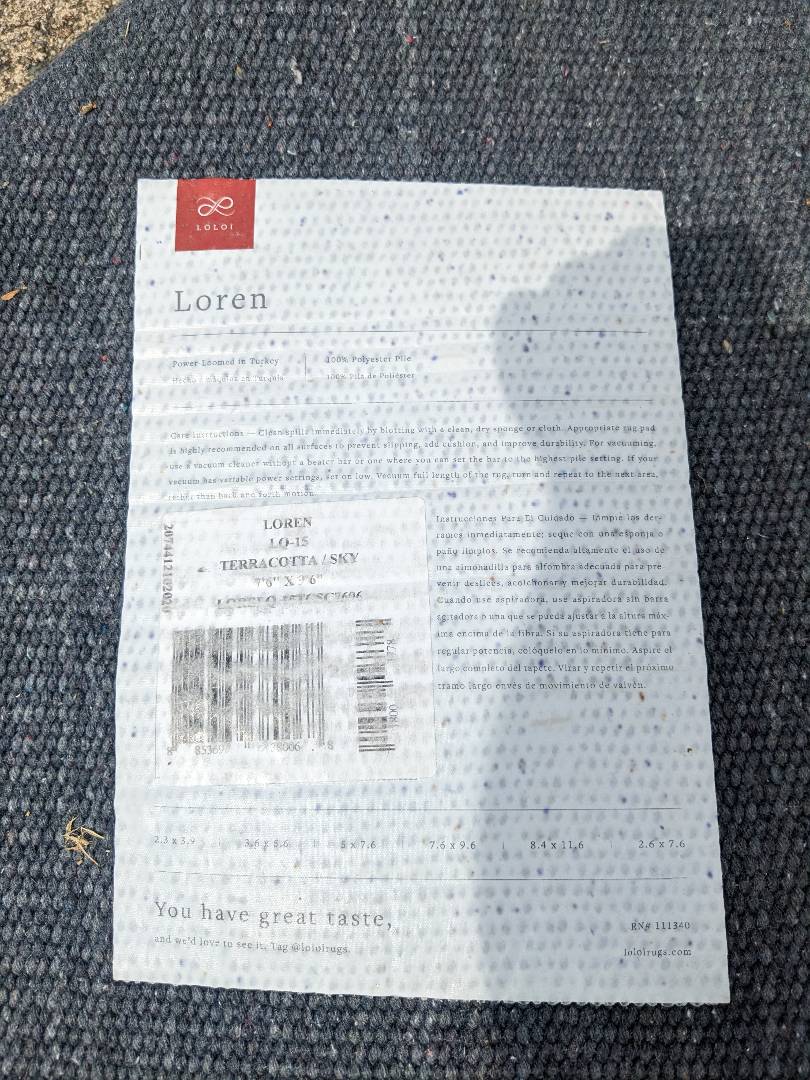 LOLOI
Loren
Power-Loomed in Turkey
100% Polyester Pile
Hecho a máquina en Turquía
100% Pila de Poliéster
Care Instructions — Clean spills immediately by blotting with a clean, dry sponge or cloth. Appropriate rug pad
is highly recommended on all surfaces to prevent slipping, add cushion, and improve durability. For vacuuming,
use a vacuum cleaner without a beater bar or one where you can set the bar to the highest pile setting. If your
vacuum has variable power settings, set on low. Vacuum full length of the rug, turn and repeat to the next area,
rather than back and forth motion.
LOREN
LQ-15
TERRACOTTA / SKY
7'6" X 9'6"
Instrucciones Para El Cuidado — limpie los der-
rames inmediatamente; seque con una esponja o
paño limplos. Se recomienda altamente el uso de
una almohadilla para alfombra adecuada para pre-
venir deslices, acolchonar y mejorar durabilidad.
Cuando use aspiradora, use aspiradora sin barra
agitadora o una que se pueda ajustar a la altura máx-
ima encima de la fibra. Si su aspiradora tiene para
regular potencia, colóquelo en lo mínimo. Aspire el
largo completo del tapete. Virar y repetir el próximo
tramo largo envés de movimiento de vaivén.
2.3 x 3.9 | 3.6 x 5.6 | 5 x 7.6 | 7.6 x 9.6 | 8.4 x 11.6 | 2.6 x 7.6
You have great taste,
and we'd love to see it. Tag @loloirugs.
RN# 111340
loloirugs.com